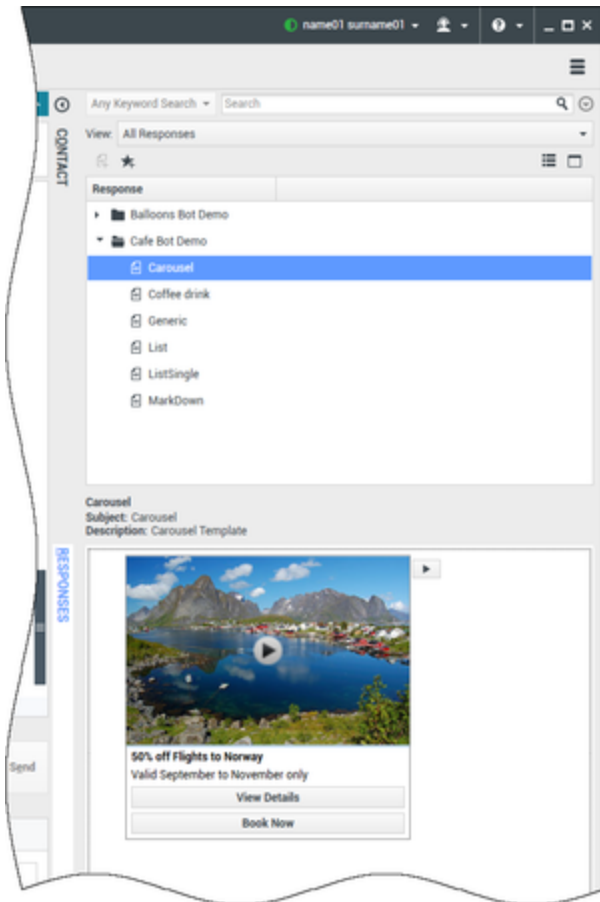 name01 surname01
Any Keyword Search
Search
CONTACT
View: All Responses
Response
Balloons Bot Demo
Cafe Bot Demo
Carousel
Coffee drink
Generic
List
ListSingle
MarkDown
Carousel
Subject: Carousel
Description: Carousel Template
RESPONSES
50% off Flights to Norway
Valid September to November only
View Details
Send
Book Now